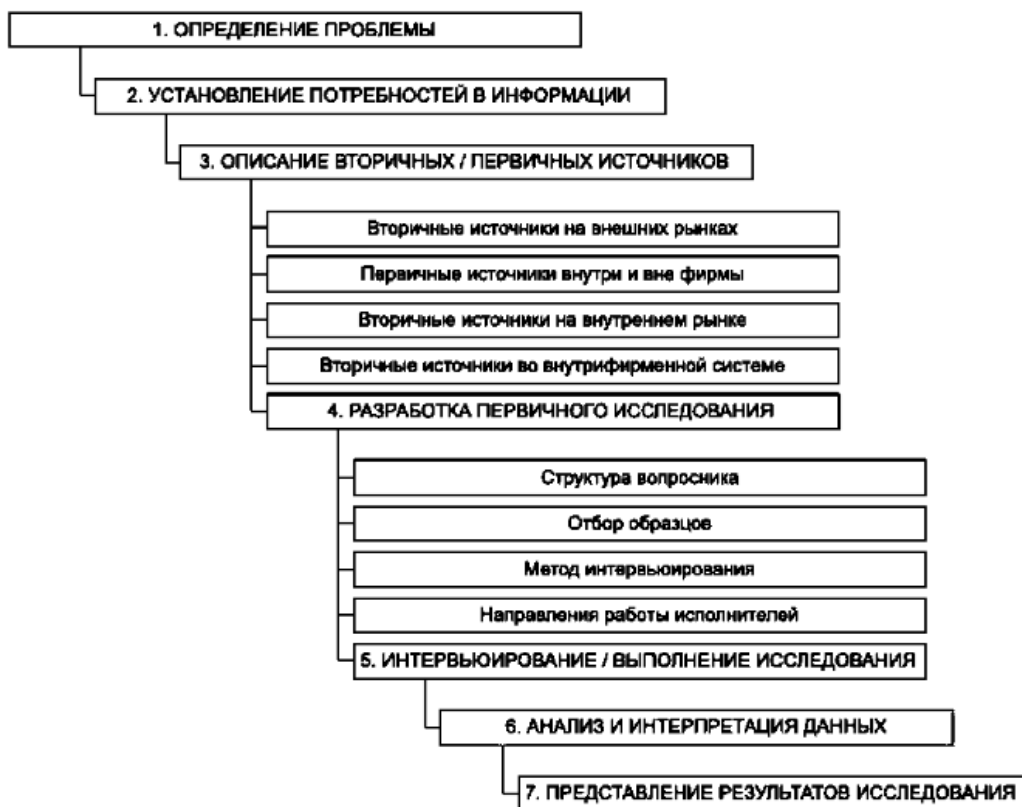 1. ОПРЕДЕЛЕНИЕ ПРОБЛЕМЫ
2. УСТАНОВЛЕНИЕ ПОТРЕБНОСТЕЙ В ИНФОРМАЦИИ
3. ОПИСАНИЕ ВТОРИЧНЫХ / ПЕРВИЧНЫХ ИСТОЧНИКОВ
Вторичные источники на внешних рынках
Первичные источники внутри и вне фирмы
Вторичные источники на внутреннем рынке
Вторичные источники во внутрифирменной системе
4. РАЗРАБОТКА ПЕРВИЧНОГО ИССЛЕДОВАНИЯ
Структура вопросника
Отбор образцов
Метод интервьюирования
Направления работы исполнителей
5. ИНТЕРВЬЮИРОВАНИЕ / ВЫПОЛНЕНИЕ ИССЛЕДОВАНИЯ
6. АНАЛИЗ И ИНТЕРПРЕТАЦИЯ ДАННЫХ
7. ПРЕДСТАВЛЕНИЕ РЕЗУЛЬТАТОВ ИССЛЕДОВАНИЯ